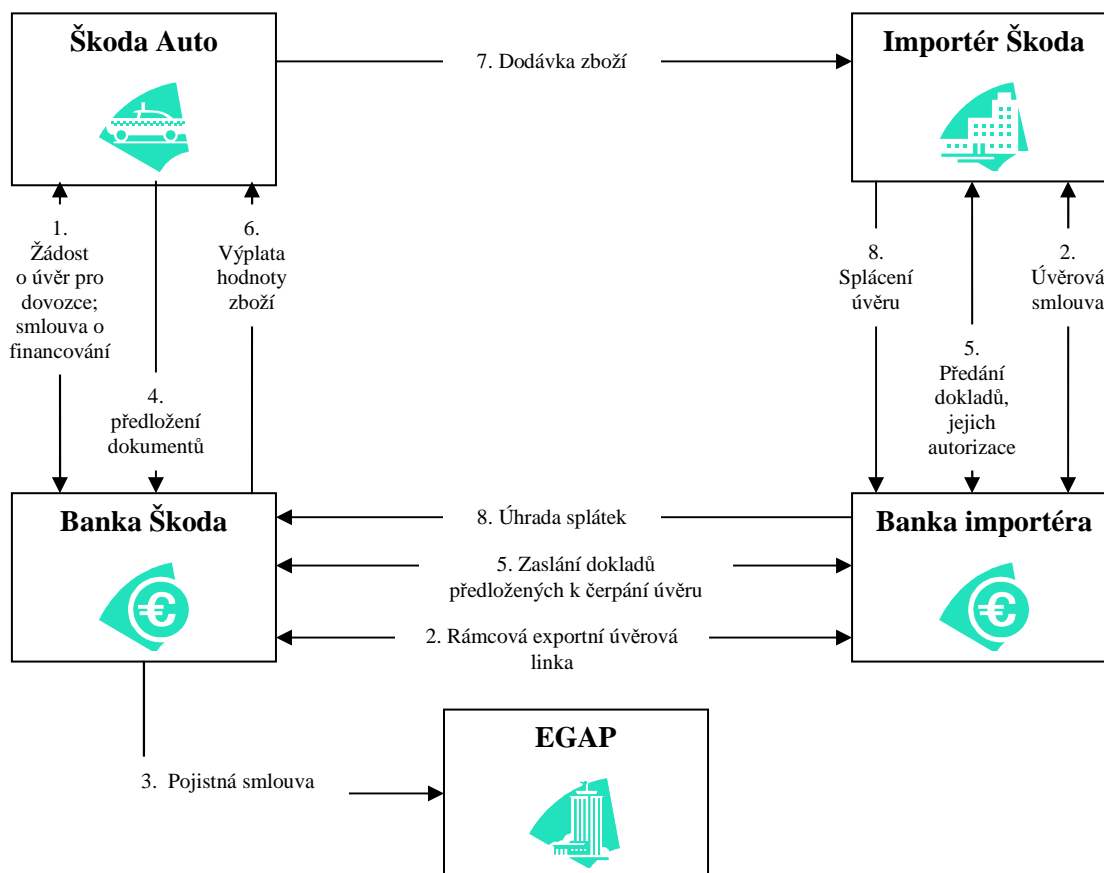 Škoda Auto
Importér Škoda
7. Dodávka zboží
1.
Žádost
o úvěr pro
dovozce;
smlouva o
financování
6.
Výplata
hodnoty
zboží
4.
předložení
dokumentů
8.
Splácení
úvěru
2.
Úvěrová
smlouva
5.
Předání
dokladů,
jejich
autorizace
Banka Škoda
8. Úhrada splátek
5. Zaslání dokladů
předložených k čerpání úvěru
2. Rámcová exportní úvěrová
linka
Banka importéra
€
€
3. Pojistná smlouva
EGAP